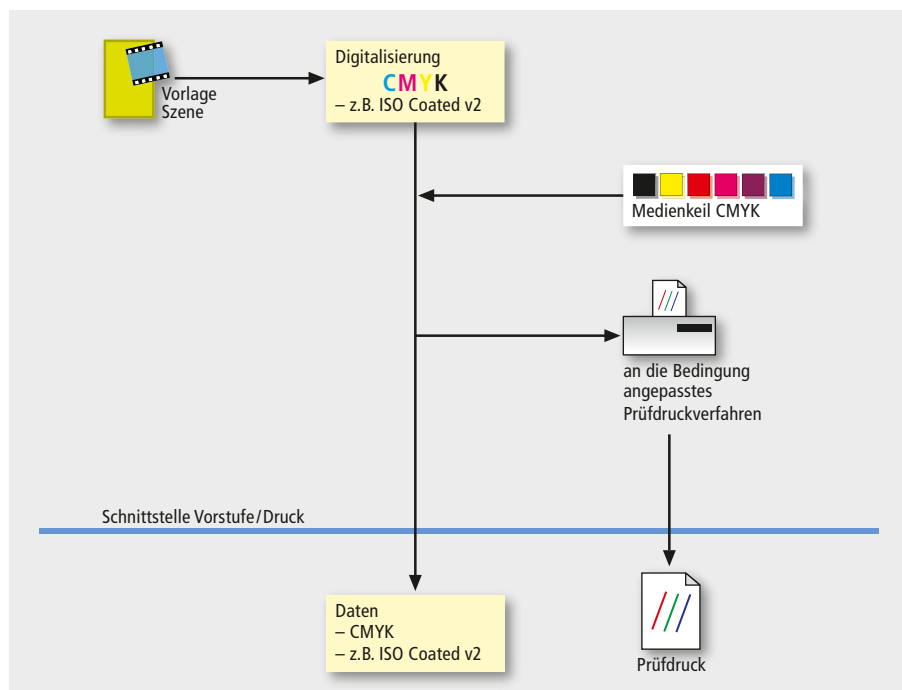 Vorlage
Szene
Digitalisierung
CMYK
– z.B. ISO Coated v2
Medienkeil CMYK
an die Bedingung
angepasstes
Prüfdruckverfahren
Schnittstelle Vorstufe/Druck
Daten
– CMYK
– z.B. ISO Coated v2
Prüfdruck